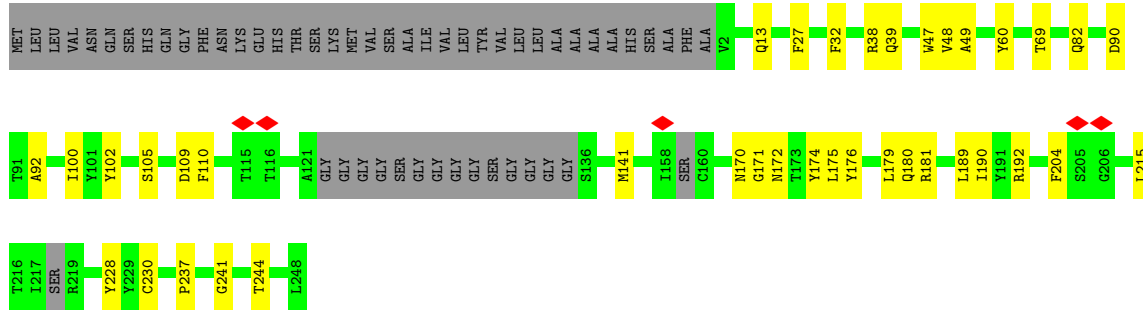 MET LEU LEU VAL ASN GLN SER HIS GLN GLY PHE ASN LYS GLU HIS THR SER LYS MET VAL SER ALA ILE VAL LEU TYR VAL LEU LEU ALA ALA ALA ALA HIS SER ALA PHE ALA V2 Q13 F27 F32 R38 Q39 W47 V48 A49 Y60 T69 Q82 D90
T91 A92 I100 Y101 Y102 S105 D109 F110 T115 T116 A121 GLY GLY GLY GLY SER GLY GLY GLY GLY SER GLY GLY GLY GLY S136 M141 I158 SER C160 N170 G171 N172 T173 Y174 L175 Y176 L179 Q180 R181 L189 I190 Y191 R192 F204 S205 G206 L215
T216 I217 SER R219 Y228 Y229 C230 P237 G241 T244 L248